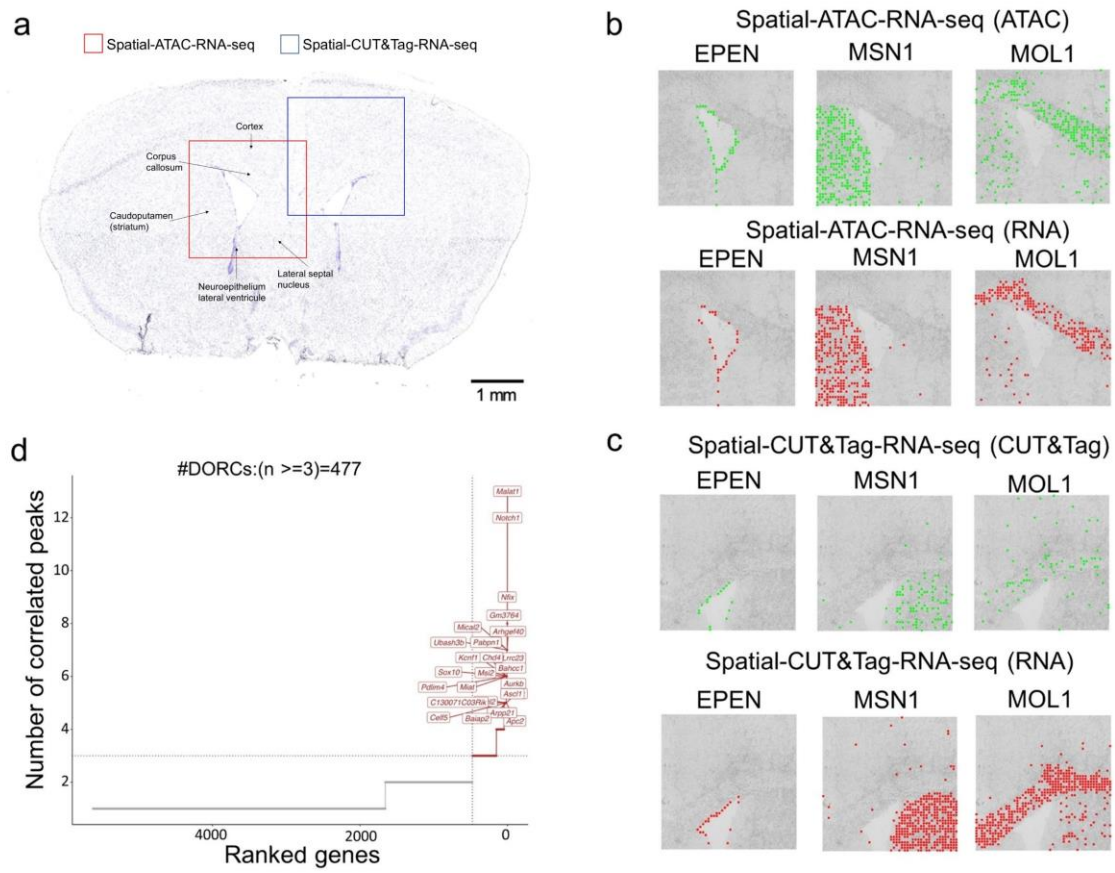 a
Spatial-ATAC-RNA-seq
Spatial-CUT&Tag-RNA-seq
Cortex
Corpus
callosum
Caudoputamen
(striatum)
Neuroepithelium
lateral ventricule
Lateral septal
nucleus
1 mm
b
Spatial-ATAC-RNA-seq (ATAC)
EPEN MSN1 MOL1
Spatial-ATAC-RNA-seq (RNA)
EPEN MSN1 MOL1
c
Spatial-CUT&Tag-RNA-seq (CUT&Tag)
EPEN MSN1 MOL1
Spatial-CUT&Tag-RNA-seq (RNA)
EPEN MSN1 MOL1
d
#DORCs:(n >=3)=477
Number of correlated peaks
12
10
8
6
4
2
Malat1
Notch1
Nfix
Gm3764
Mical2 Arhgef40
Ubash3b Pabpn1
Kcnf1 Chd4 Lrrc23
Sox10 Msi2 Bahcc1
Pdlim4 Miat Aurkb
Ascl1
C130071C03Rik
Celf5 Baiap2 Arpp21 Apc2
4000 2000 0
Ranked genes